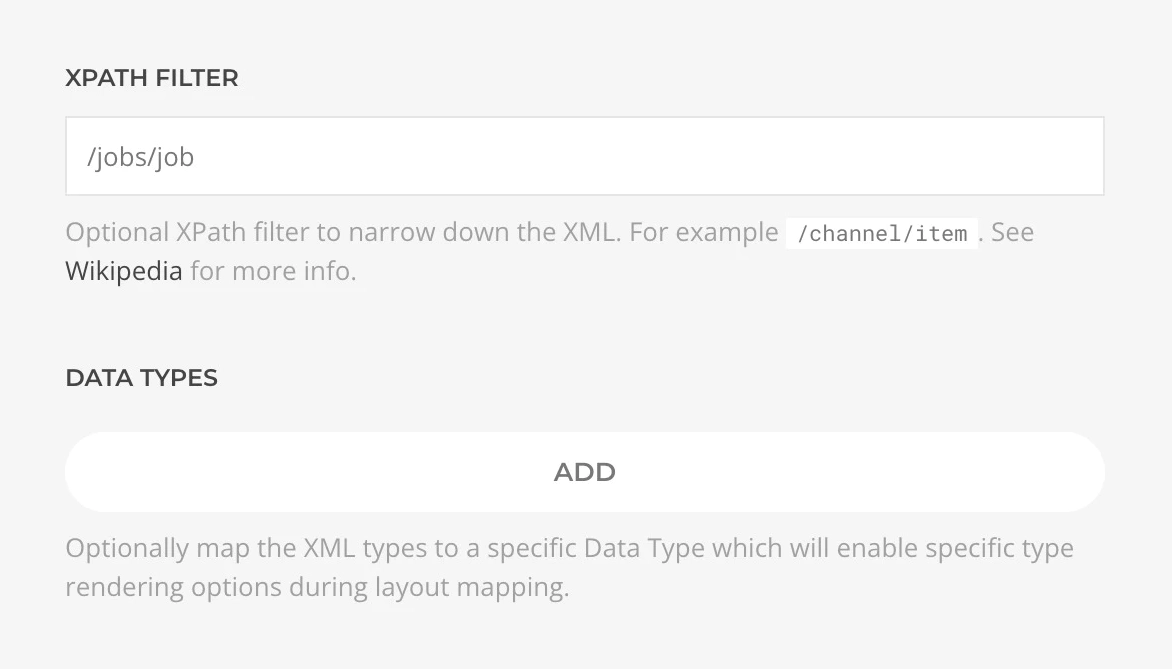 XPATH FILTER
/jobs/job
Optional XPath filter to narrow down the XML. For example /channel/item. See
Wikipedia for more info.
DATA TYPES
ADD
Optionally map the XML types to a specific Data Type which will enable specific type
rendering options during layout mapping.